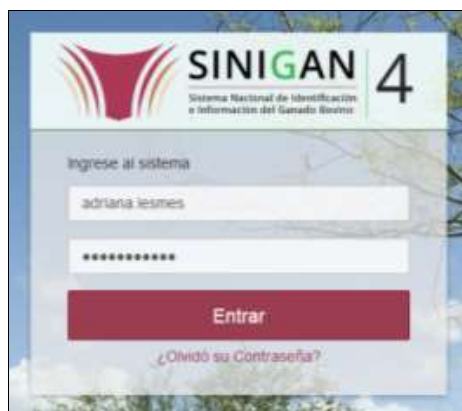 SINIGAN 4
Sistema Nacional de Identificación
e Información del Ganado Bovino
Ingrese al sistema
adriana.lesmes
●●●●●●●●●●●
Entrar
¿Olvidó su Contraseña?